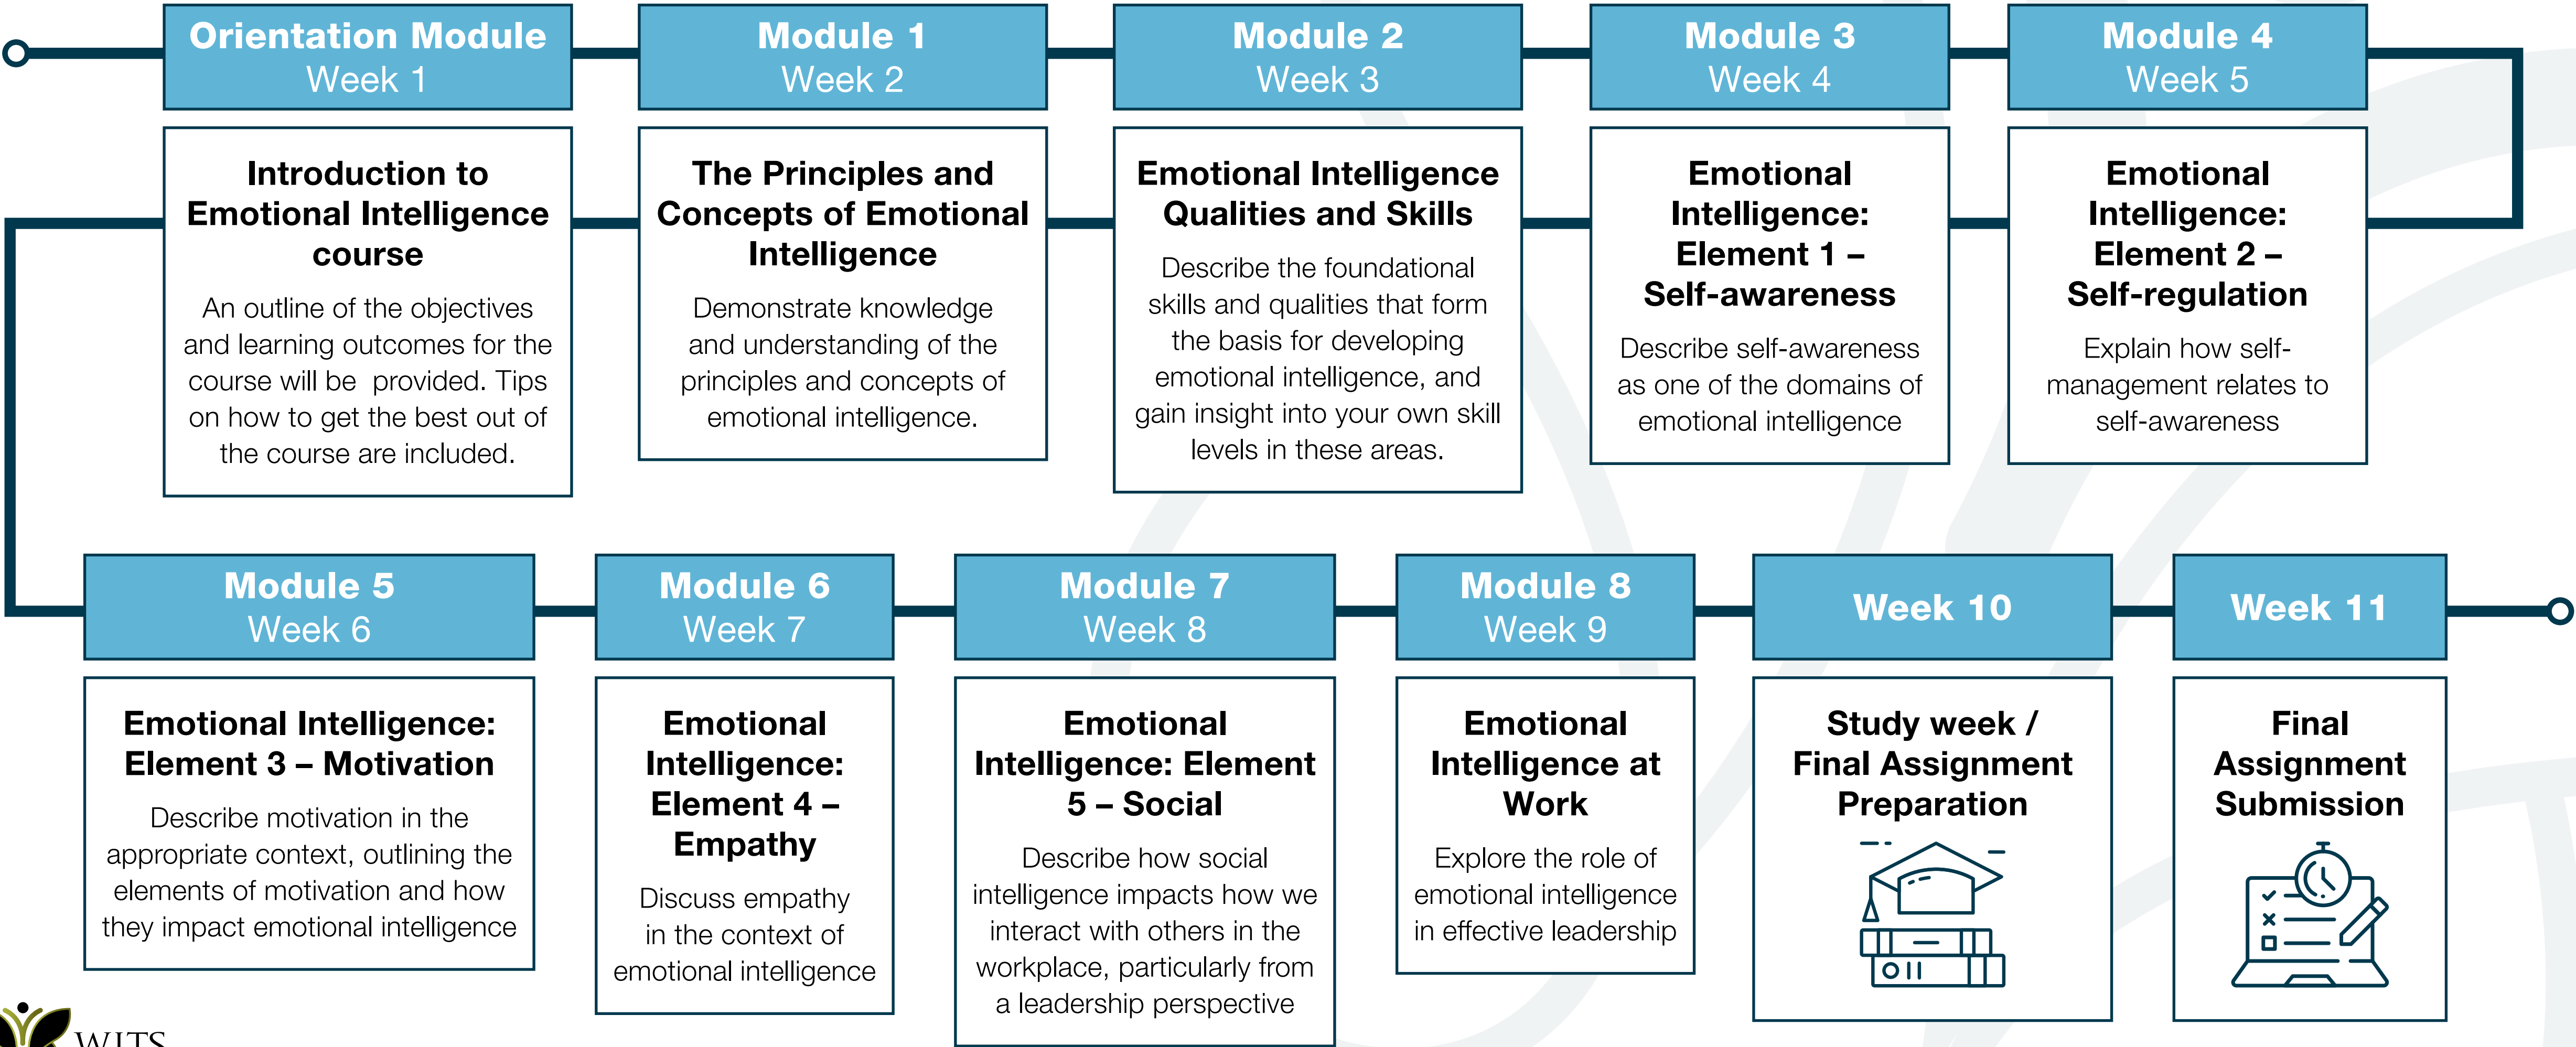 Orientation Module
Week 1
Introduction to
Emotional Intelligence
course
An outline of the objectives
and learning outcomes for the
course will be  provided. Tips
on how to get the best out of
the course are included.
Module 1
Week 2
The Principles and
Concepts of Emotional
Intelligence
Demonstrate knowledge
and understanding of the
principles and concepts of
emotional intelligence.
Module 2
Week 3
Emotional Intelligence
Qualities and Skills
Describe the foundational
skills and qualities that form
the basis for developing
emotional intelligence, and
gain insight into your own skill
levels in these areas.
Module 3
Week 4
Emotional
Intelligence:
Element 1 –
Self-awareness
Describe self-awareness
as one of the domains of
emotional intelligence
Module 4
Week 5
Emotional
Intelligence:
Element 2 –
Self-regulation
Explain how self-
management relates to
self-awareness
Module 5
Week 6
Emotional Intelligence:
Element 3 – Motivation
Describe motivation in the
appropriate context, outlining the
elements of motivation and how
they impact emotional intelligence
Module 6
Week 7
Emotional
Intelligence:
Element 4 –
Empathy
Discuss empathy
in the context of
emotional intelligence
Module 7
Week 8
Emotional
Intelligence: Element
5 – Social
Describe how social
intelligence impacts how we
interact with others in the
workplace, particularly from
a leadership perspective
Module 8
Week 9
Emotional
Intelligence at
Work
Explore the role of
emotional intelligence
in effective leadership
Week 10
Study week /
Final Assignment
Preparation
Week 11
Final
Assignment
Submission
WITS